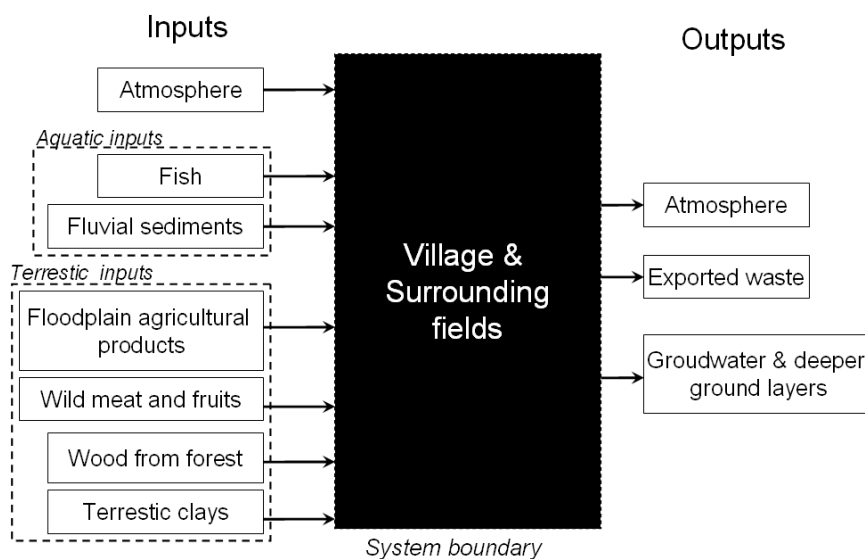 Inputs
Outputs
Atmosphere
Aquatic inputs
Fish
Fluvial sediments
Terrestic inputs
Floodplain agricultural
products
Wild meat and fruits
Wood from forest
Terrestic clays
Village &
Surrounding
fields
System boundary
Atmosphere
Exported waste
Groudwater & deeper
ground layers